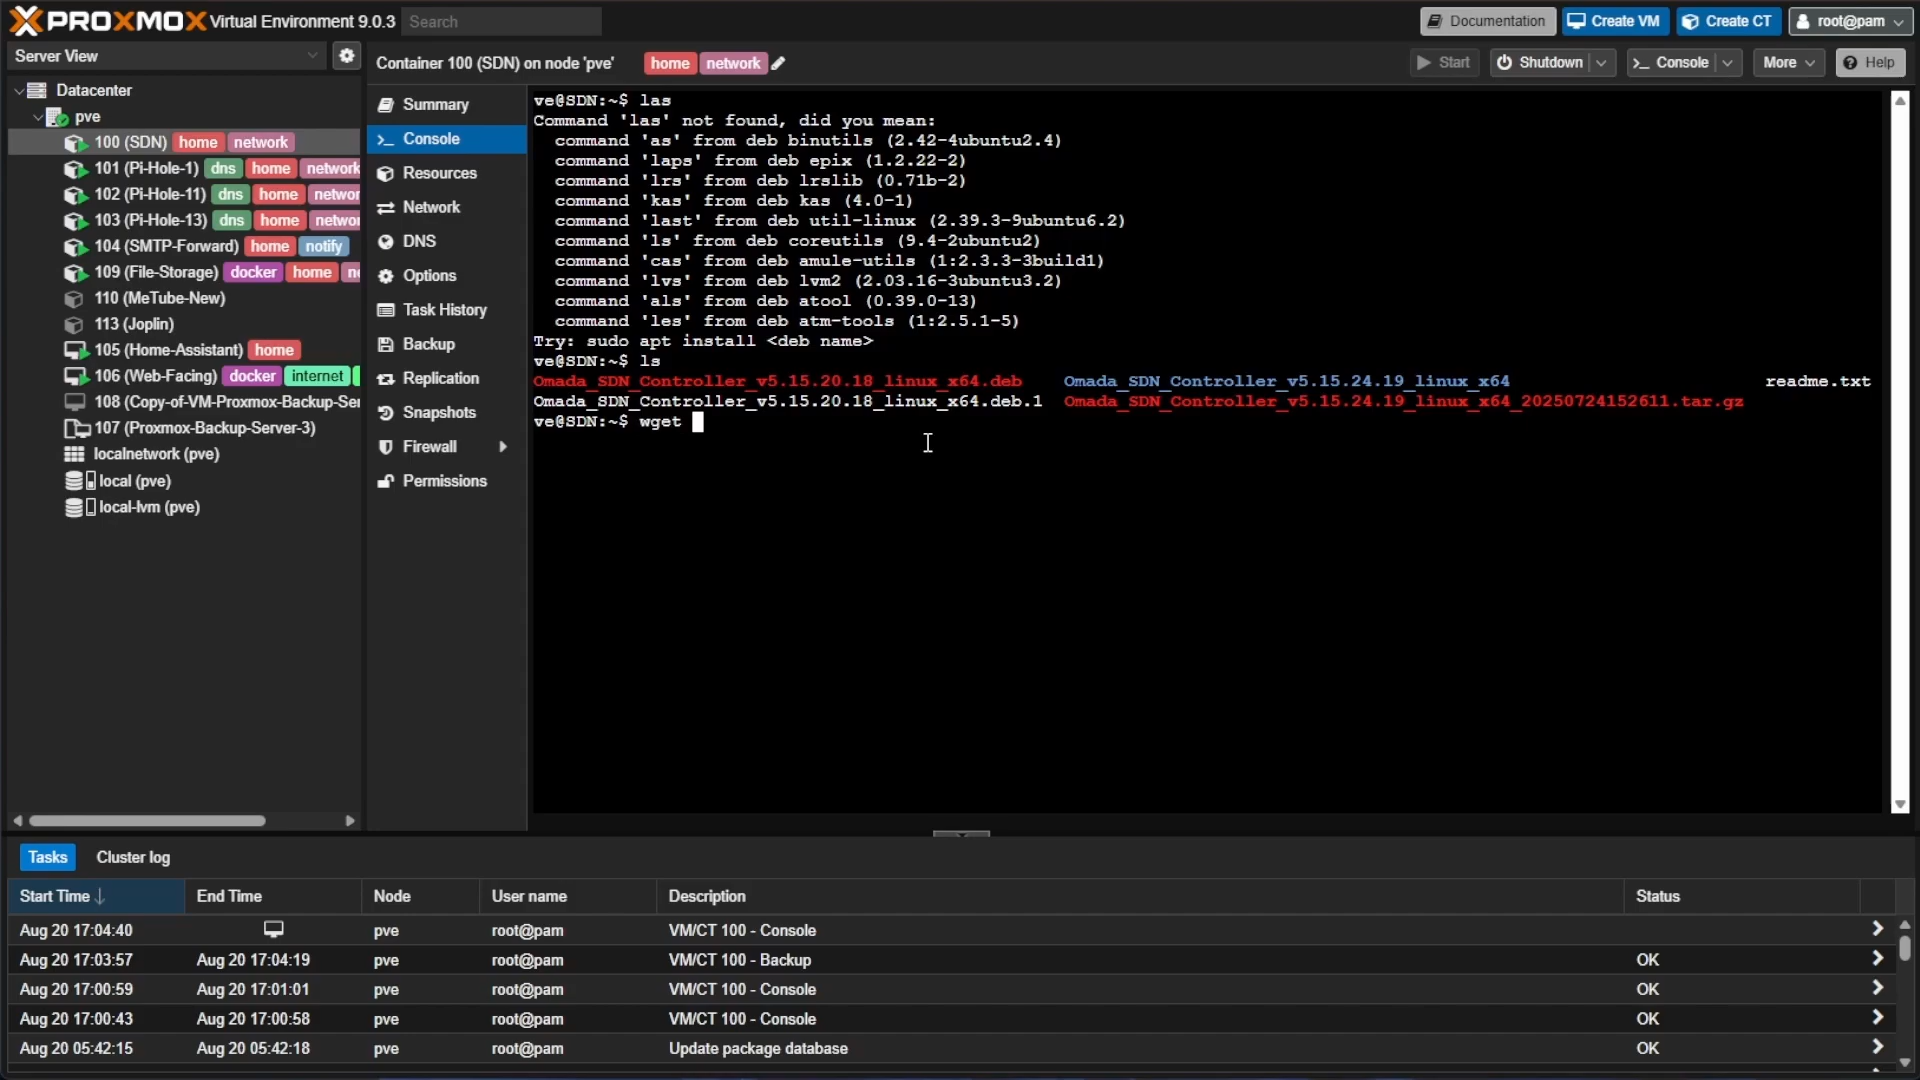 PROXMOX Virtual Environment 9.0.3 Search Documentation Create VM Create CT root@pam
Server View
Container 100 (SDN) on node 'pve' home network Start Shutdown Console More Help
Datacenter
pve
100 (SDN) home network
101 (Pi-Hole-1) dns home network
102 (Pi-Hole-11) dns home networ
103 (Pi-Hole-13) dns home networ
104 (SMTP-Forward) home notify
109 (File-Storage) docker home ne
110 (MeTube-New)
113 (Joplin)
105 (Home-Assistant) home
106 (Web-Facing) docker internet
108 (Copy-of-VM-Proxmox-Backup-Ser
107 (Proxmox-Backup-Server-3)
localnetwork (pve)
local (pve)
local-lvm (pve)
Summary
>_ Console
Resources
Network
DNS
Options
Task History
Backup
Replication
Snapshots
Firewall
Permissions
ve@SDN:~$ las
Command 'las' not found, did you mean:
command 'as' from deb binutils (2.42-4ubuntu2.4)
command 'laps' from deb epix (1.2.22-2)
command 'lrs' from deb lrslib (0.71b-2)
command 'kas' from deb kas (4.0-1)
command 'last' from deb util-linux (2.39.3-9ubuntu6.2)
command 'ls' from deb coreutils (9.4-2ubuntu2)
command 'cas' from deb amule-utils (1:2.3.3-3build1)
command 'lvs' from deb lvm2 (2.03.16-3ubuntu3.2)
command 'als' from deb atool (0.39.0-13)
command 'les' from deb atm-tools (1:2.5.1-5)
Try: sudo apt install <deb name>
ve@SDN:~$ ls
Omada_SDN_Controller_v5.15.20.18_linux_x64.deb Omada_SDN_Controller_v5.15.24.19_linux_x64 readme.txt
Omada_SDN_Controller_v5.15.20.18_linux_x64.deb.1 Omada_SDN_Controller_v5.15.24.19_linux_x64_20250724152611.tar.gz
ve@SDN:~$ wget
Tasks Cluster log
Start Time End Time Node User name Description Status
Aug 20 17:04:40 pve root@pam VM/CT 100 - Console
Aug 20 17:03:57 Aug 20 17:04:19 pve root@pam VM/CT 100 - Backup OK
Aug 20 17:00:59 Aug 20 17:01:01 pve root@pam VM/CT 100 - Console OK
Aug 20 17:00:43 Aug 20 17:00:58 pve root@pam VM/CT 100 - Console OK
Aug 20 05:42:15 Aug 20 05:42:18 pve root@pam Update package database OK